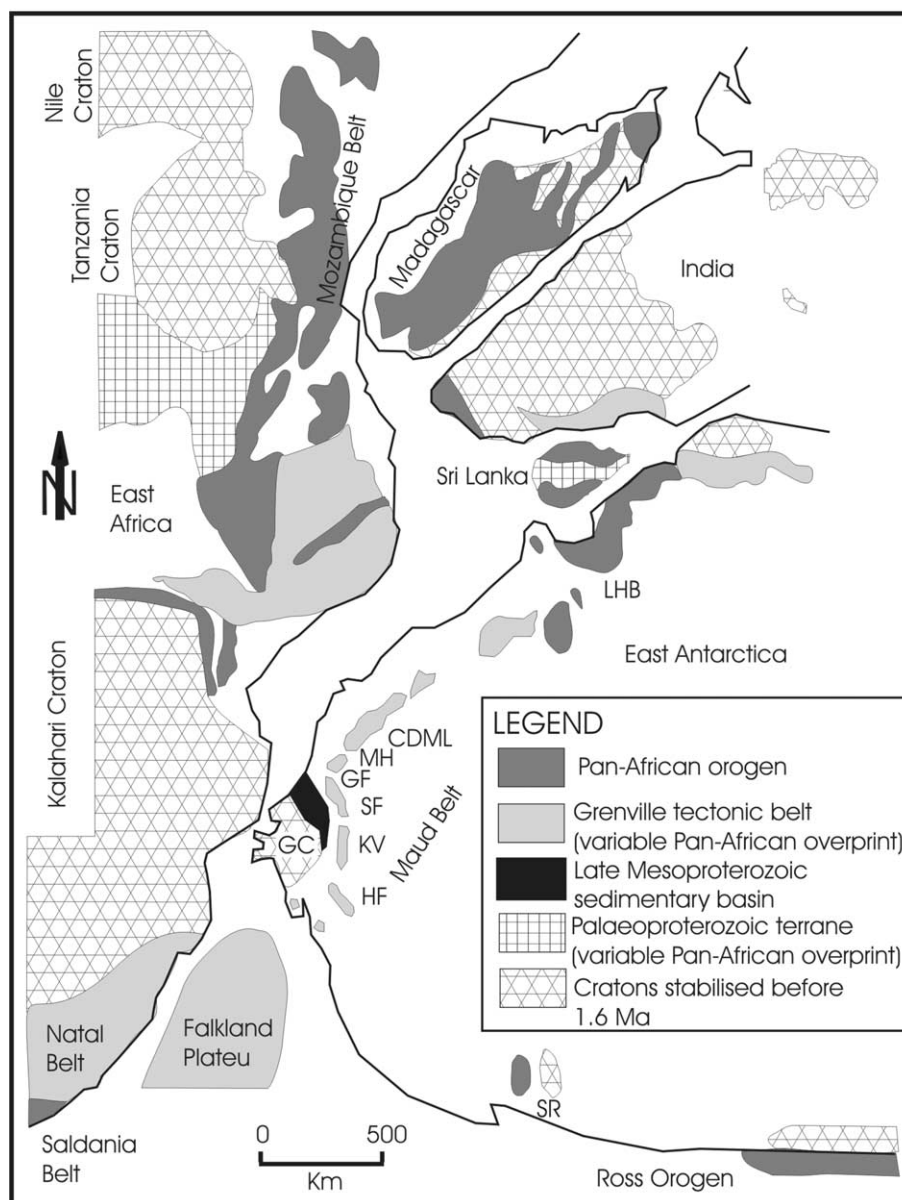 Nile
Craton
Tanzania
Craton
Mozambique Belt
Madagascar
India
Sri Lanka
N
East
Africa
LHB
East Antarctica
Kalahari Craton
CDML
MH
GF
SF
GC
KV
HF
Maud Belt
LEGEND
Pan-African orogen
Grenville tectonic belt
(variable Pan-African overprint)
Late Mesoproterozoic
sedimentary basin
Palaeoproterozoic terrane
(variable Pan-African overprint)
Cratons stabilised before
1.6 Ma
Natal
Belt
Falkland
Plateu
SR
0 500
Km
Saldania
Belt
Ross Orogen